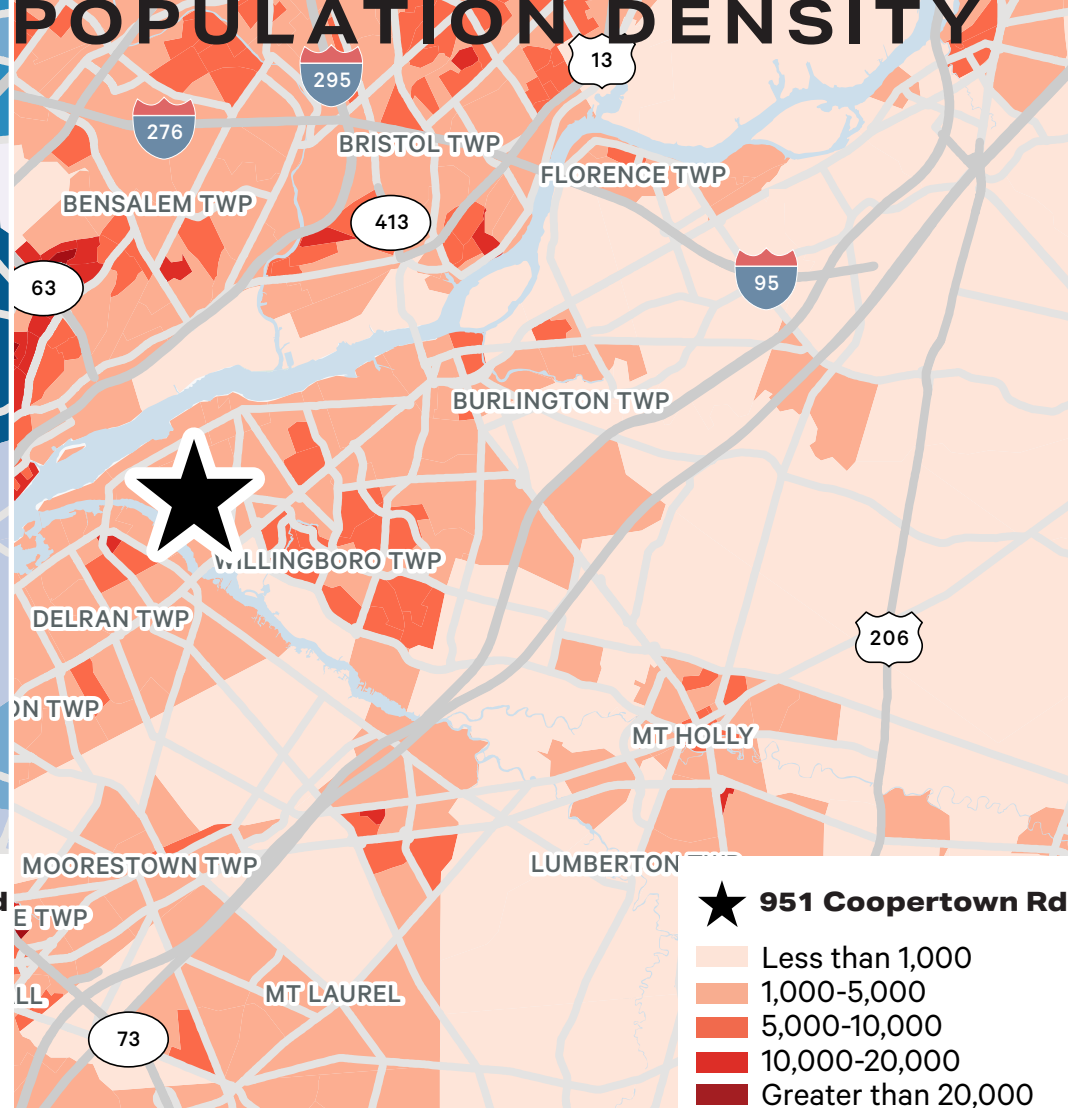 POPULATION DENSITY
13
295
276
BRISTOL TWP
FLORENCE TWP
BENSALEM TWP
413
95
63
BURLINGTON TWP
WILLINGBORO TWP
DELRAN TWP
206
ON TWP
MT HOLLY
MOORESTOWN TWP
LUMBERTON TWP
d
E TWP
LL
MT LAUREL
73
951 Coopertown Rd
Less than 1,000
1,000-5,000
5,000-10,000
10,000-20,000
Greater than 20,000